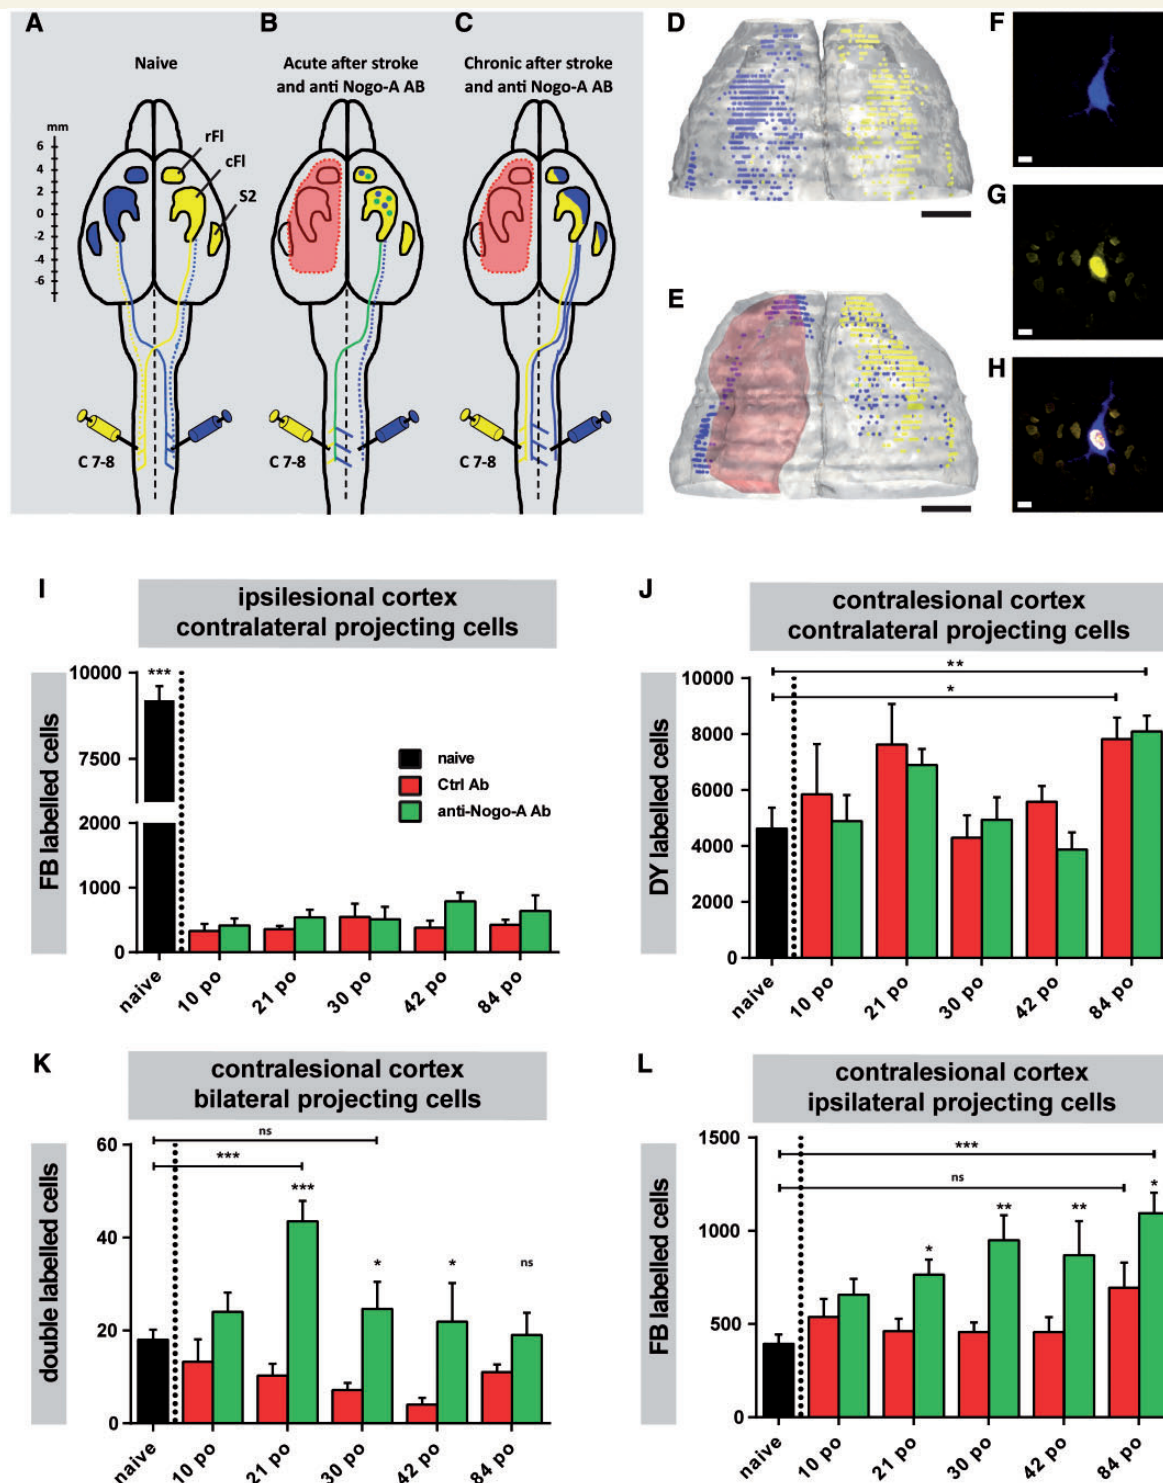 A
B
C
D
F
Naive
Acute after stroke
and anti Nogo-A AB
Chronic after stroke
and anti Nogo-A AB
mm
6
4
2
0
-2
-4
-6
rFl
cFl
S2
C 7-8
C 7-8
C 7-8
G
E
H
I
ipsilesional cortex
contralateral projecting cells
FB labelled cells
10000
7500
2000
1000
0
***
naive
Ctrl Ab
anti-Nogo-A Ab
naive
10 po
21 po
30 po
42 po
84 po
J
contralesional cortex
contralateral projecting cells
DY labelled cells
10000
8000
6000
4000
2000
0
**
*
naive
10 po
21 po
30 po
42 po
84 po
K
contralesional cortex
bilateral projecting cells
double labelled cells
60
40
20
0
ns
***
***
*
*
ns
naive
10 po
21 po
30 po
42 po
84 po
L
contralesional cortex
ipsilateral projecting cells
FB labelled cells
1500
1000
500
0
***
ns
*
**
**
*
naive
10 po
21 po
30 po
42 po
84 po